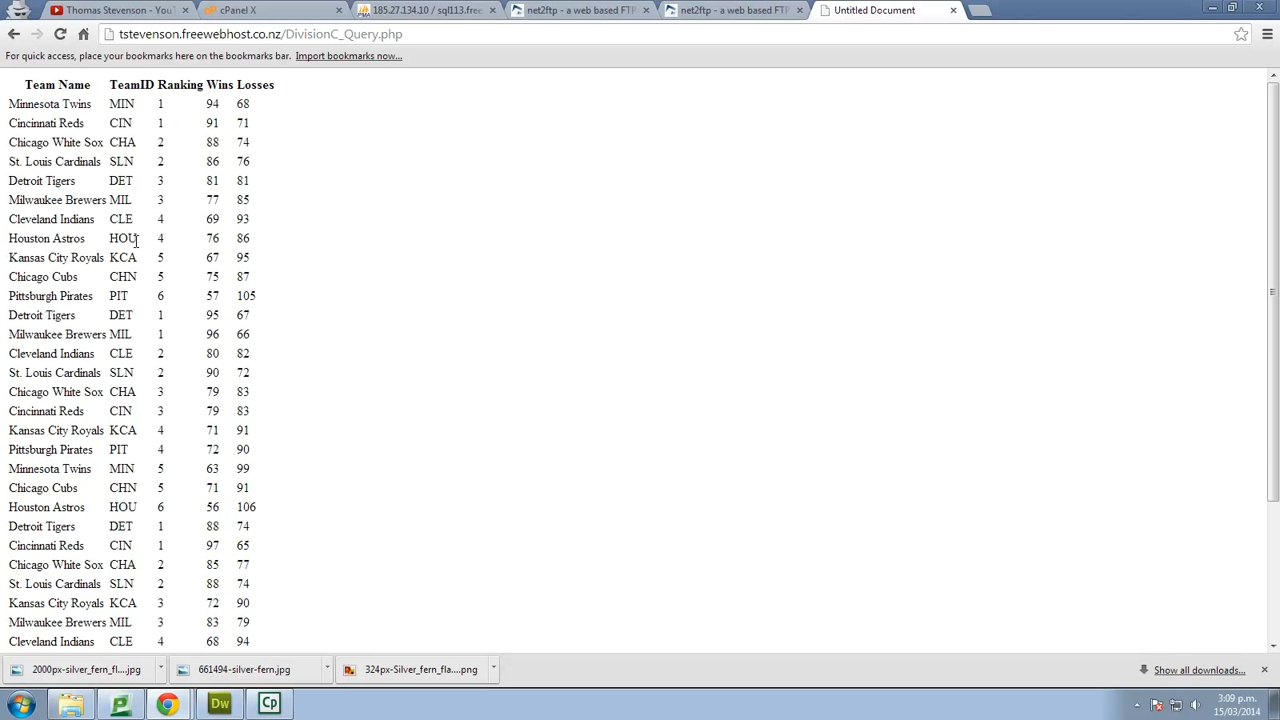 Thomas Stevenson - YouT
cPanel X
185.27.134.10 / sql113.free
net2ftp - a web based FTP
net2ftp - a web based FTP
Untitled Document
tstevenson.freewebhost.co.nz/DivisionC_Query.php
For quick access, place your bookmarks here on the bookmarks bar. Import bookmarks now...
Team Name TeamID Ranking Wins Losses
Minnesota Twins MIN 1 94 68
Cincinnati Reds CIN 1 91 71
Chicago White Sox CHA 2 88 74
St. Louis Cardinals SLN 2 86 76
Detroit Tigers DET 3 81 81
Milwaukee Brewers MIL 3 77 85
Cleveland Indians CLE 4 69 93
Houston Astros HOU 4 76 86
Kansas City Royals KCA 5 67 95
Chicago Cubs CHN 5 75 87
Pittsburgh Pirates PIT 6 57 105
Detroit Tigers DET 1 95 67
Milwaukee Brewers MIL 1 96 66
Cleveland Indians CLE 2 80 82
St. Louis Cardinals SLN 2 90 72
Chicago White Sox CHA 3 79 83
Cincinnati Reds CIN 3 79 83
Kansas City Royals KCA 4 71 91
Pittsburgh Pirates PIT 4 72 90
Minnesota Twins MIN 5 63 99
Chicago Cubs CHN 5 71 91
Houston Astros HOU 6 56 106
Detroit Tigers DET 1 88 74
Cincinnati Reds CIN 1 97 65
Chicago White Sox CHA 2 85 77
St. Louis Cardinals SLN 2 88 74
Kansas City Royals KCA 3 72 90
Milwaukee Brewers MIL 3 83 79
Cleveland Indians CLE 4 68 94
2000px-silver_fern_fl....jpg
661494-silver-fern.jpg
324px-Silver_fern_fla....png
Show all downloads...
Dw
Cp
3:09 p.m.
15/03/2014